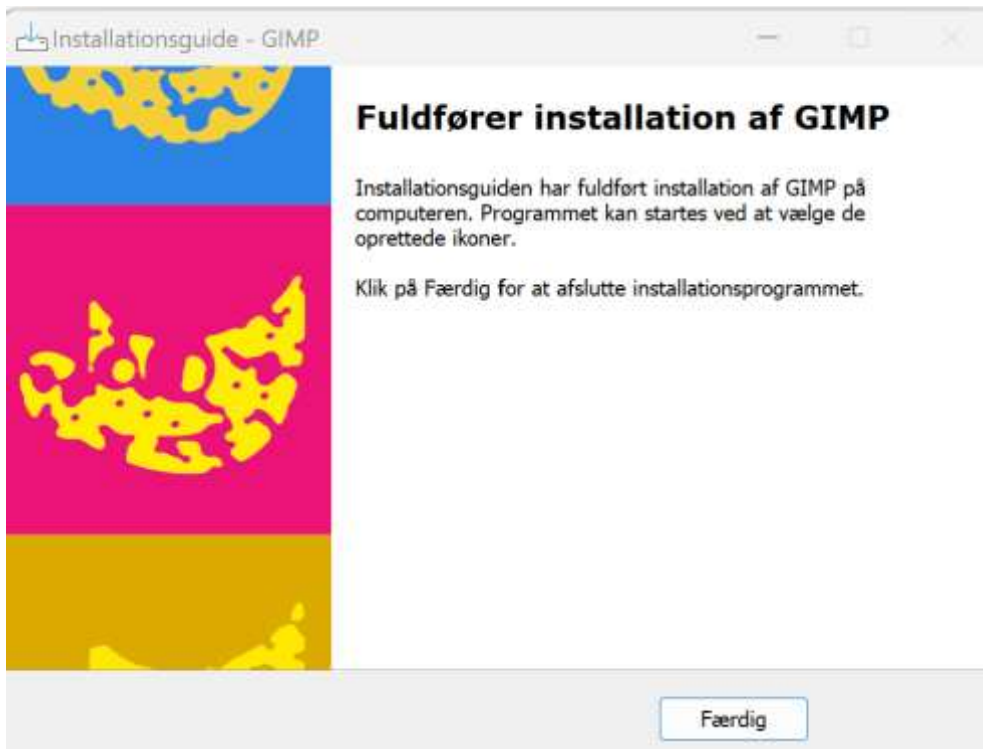 Installationsguide - GIMP
Fuldfører installation af GIMP
Installationsguiden har fuldført installation af GIMP på
computeren. Programmet kan startes ved at vælge de
oprettede ikoner.
Klik på Færdig for at afslutte installationsprogrammet.
Færdig